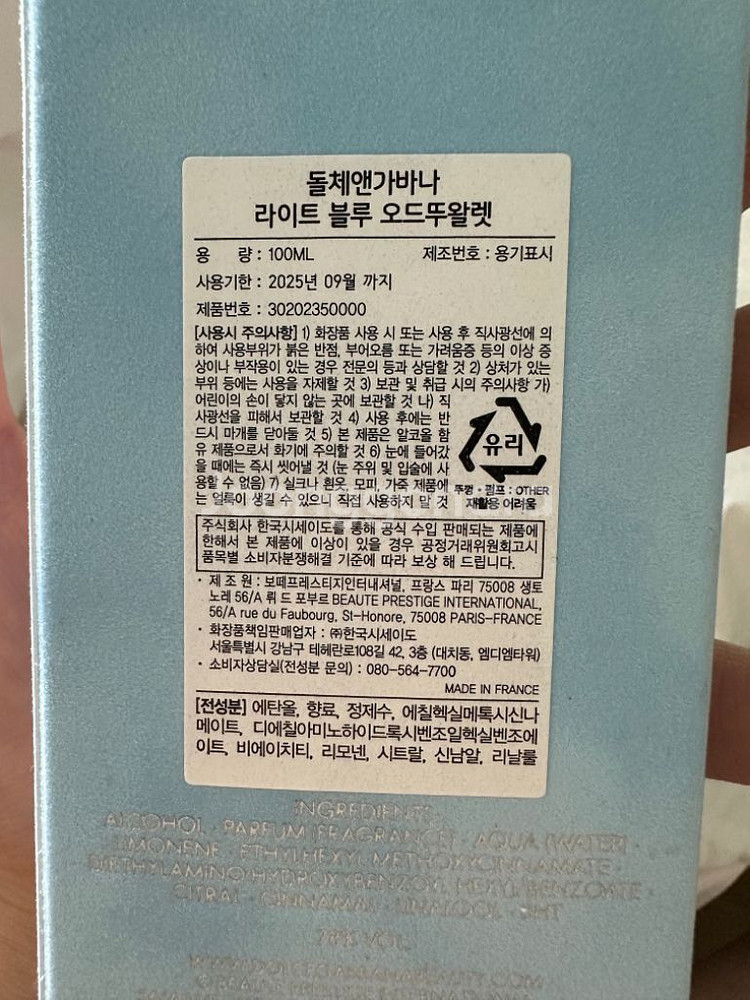 돌체앤가바나
라이트 블루 오드뚜왈렛
용 량 : 100ML 제조번호 : 용기표시
사용기한 : 2025년 09월 까지
제품번호 : 30202350000
[사용시 주의사항] 1) 화장품 사용 시 또는 사용 후 직사광선에 의
하여 사용부위가 붉은 반점, 부어오름 또는 가려움증 등의 이상 증
상이나 부작용이 있는 경우 전문의 등과 상담할 것 2) 상처가 있는
부위 등에는 사용을 자제할 것 3) 보관 및 취급 시의 주의사항 가)
어린이의 손이 닿지 않는 곳에 보관할 것 나) 직
사광선을 피해서 보관할 것 4) 사용 후에는 반
드시 마개를 닫아둘 것 5) 본 제품은 알코올 함
유 제품으로서 화기에 주의할 것 6) 눈에 들어갔
을 때에는 즉시 씻어낼 것 (눈 주위 및 입술에 사
용할 수 없음) 7) 실크나 흰옷, 모피, 가죽 제품에
는 얼룩이 생길 수 있으니 직접 사용하지 말 것
유리
뚜껑 • 펌프 : OTHER
재활용 어려움
주식회사 한국시세이도를 통해 공식 수입 판매되는 제품에
한해서 본 제품에 이상이 있을 경우 공정거래위원회고시
품목별 소비자분쟁해결 기준에 따라 보상 해 드립니다.
• 제 조 원 : 보떼프레스티지인터내셔널, 프랑스 파리 75008 생토
노레 56/A 뤼 드 포부르 BEAUTE PRESTIGE INTERNATIONAL,
56/A rue du Faubourg, St-Honore, 75008 PARIS-FRANCE
• 화장품책임판매업자 : ㈜한국시세이도
서울특별시 강남구 테헤란로108길 42, 3층 (대치동, 엠디엠타워)
• 소비자상담실(전성분 문의) : 080-564-7700
MADE IN FRANCE
[전성분] 에탄올, 향료, 정제수, 에칠헥실메톡시신나
메이트, 디에칠아미노하이드록시벤조일헥실벤조에
이트, 비에이치티, 리모넨, 시트랄, 신남알, 리날룰
INGREDIENTS
ALCOHOL • PARFUM (FRAGRANCE) • AQUA (WATER) •
LIMONENE • ETHYLHEXYL METHOXYCINNAMATE •
DIETHYLAMINO HYDROXYBENZOYL HEXYL BENZOATE •
CITRAL • CINNAMAL • LINALOOL • BHT
78% VOL.